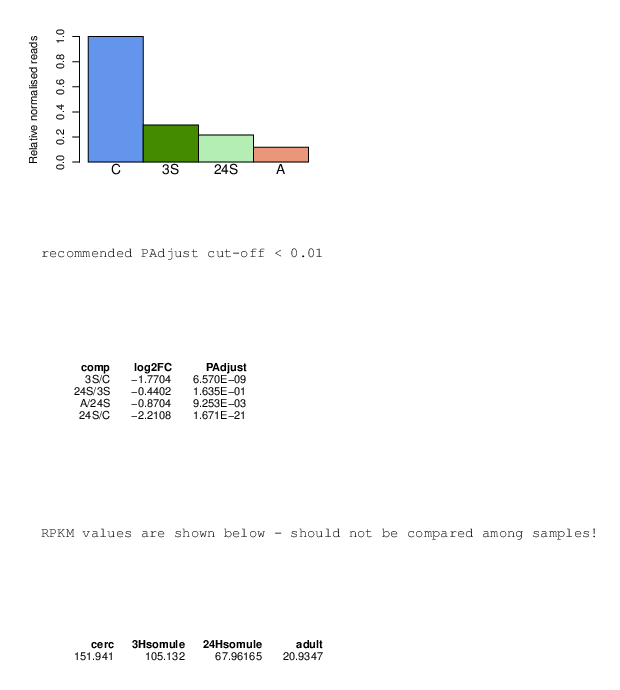 Relative normalised reads
1.0
0.8
0.6
0.4
0.2
0.0
C 3S 24S A
recommended PAdjust cut-off < 0.01
comp log2FC PAdjust
3S/C −1.7704 6.570E−09
24S/3S −0.4402 1.635E−01
A/24S −0.8704 9.253E−03
24S/C −2.2108 1.671E−21
RPKM values are shown below - should not be compared among samples!
cerc 3Hsomule 24Hsomule adult
151.941 105.132 67.96165 20.9347